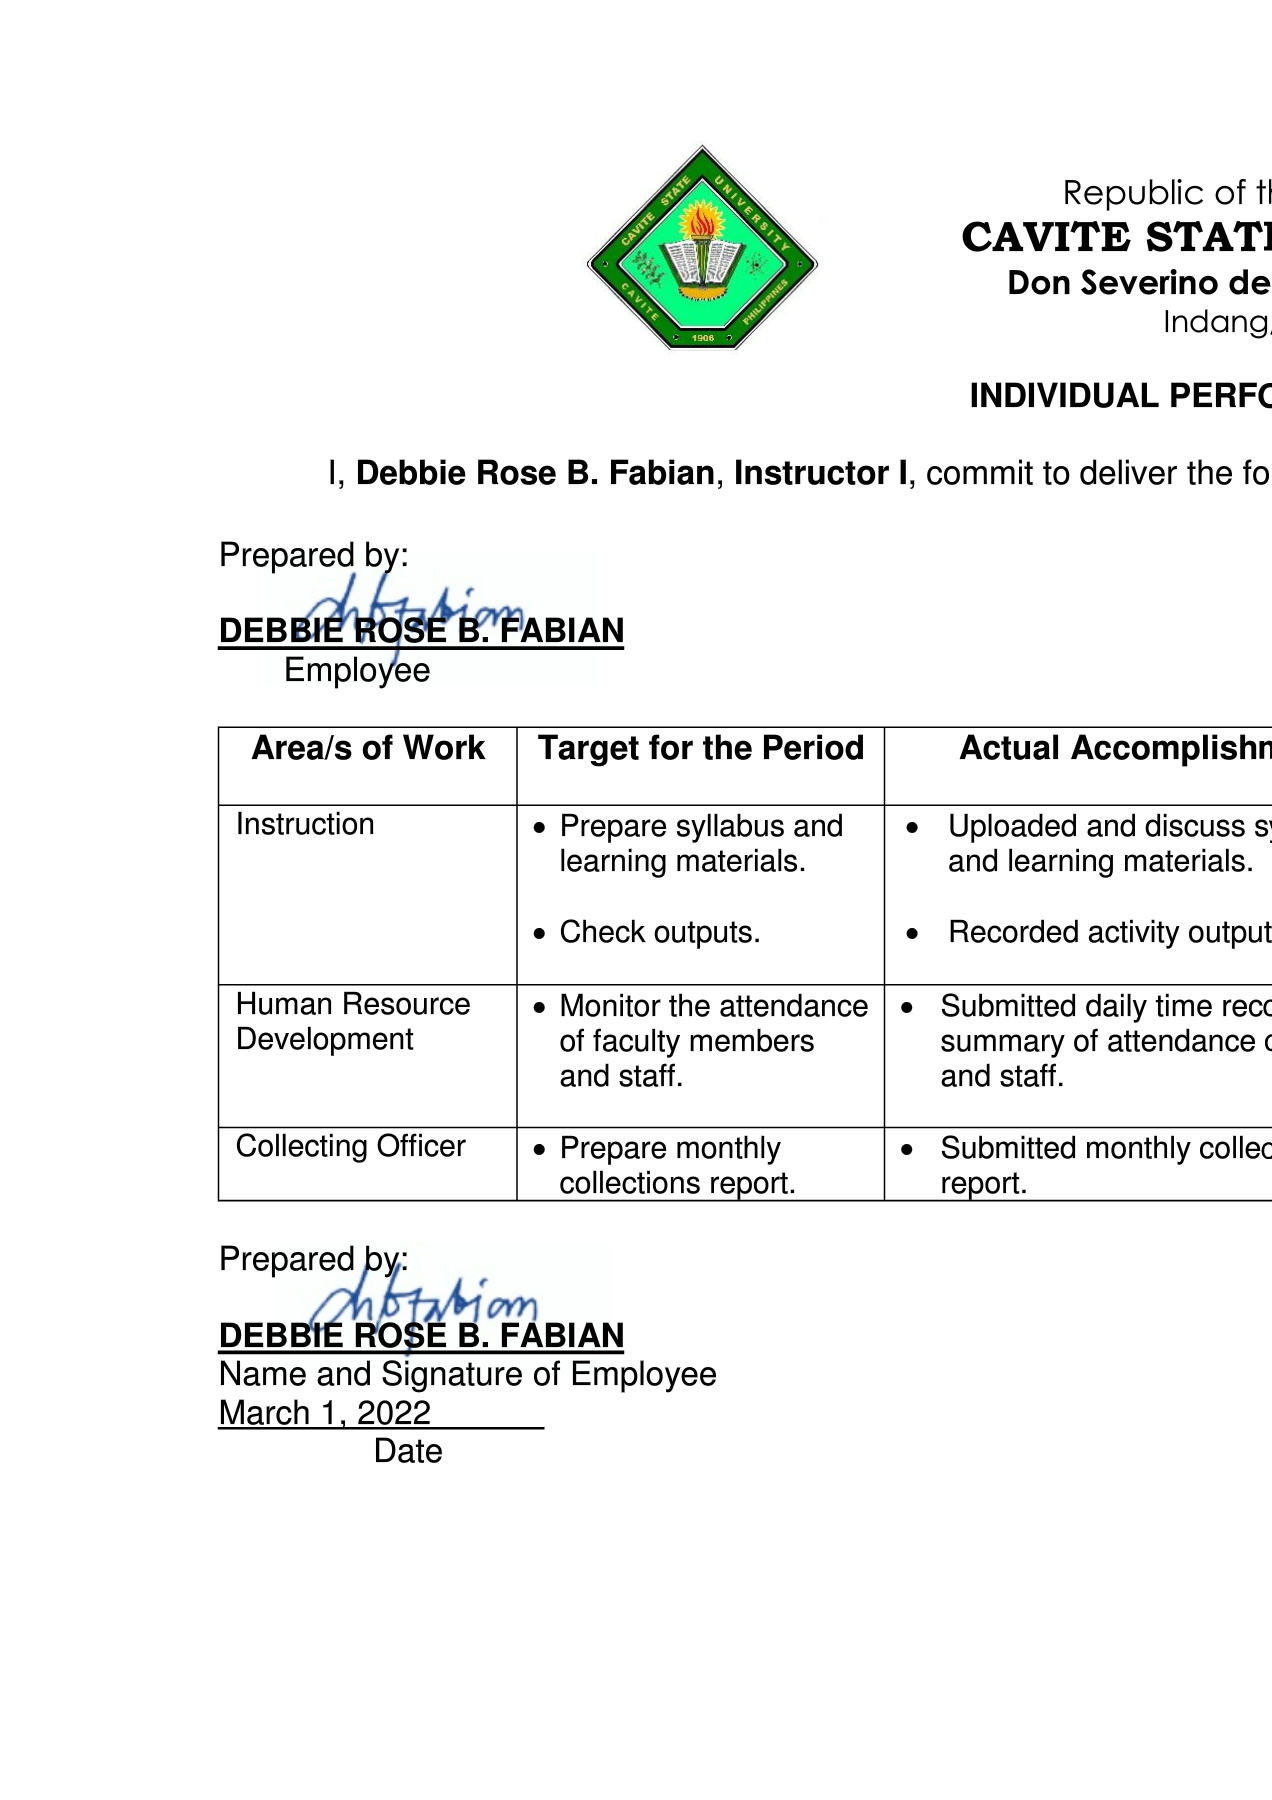 CAVITE STATE UNIVERSITY
CAVITE PHILIPPINES
1906
Republic of th
CAVITE STATE
Don Severino de
Indang,
INDIVIDUAL PERFO
I, Debbie Rose B. Fabian, Instructor I, commit to deliver the fo
Prepared by:
DEBBIE ROSE B. FABIAN
Employee
Area/s of Work Target for the Period Actual Accomplishm
Instruction
• Prepare syllabus and
learning materials.
• Check outputs.
• Uploaded and discuss sy
and learning materials.
• Recorded activity output
Human Resource
Development
• Monitor the attendance
of faculty members
and staff.
• Submitted daily time reco
summary of attendance o
and staff.
Collecting Officer
• Prepare monthly
collections report.
• Submitted monthly collec
report.
Prepared by:
DEBBIE ROSE B. FABIAN
Name and Signature of Employee
March 1, 2022
Date